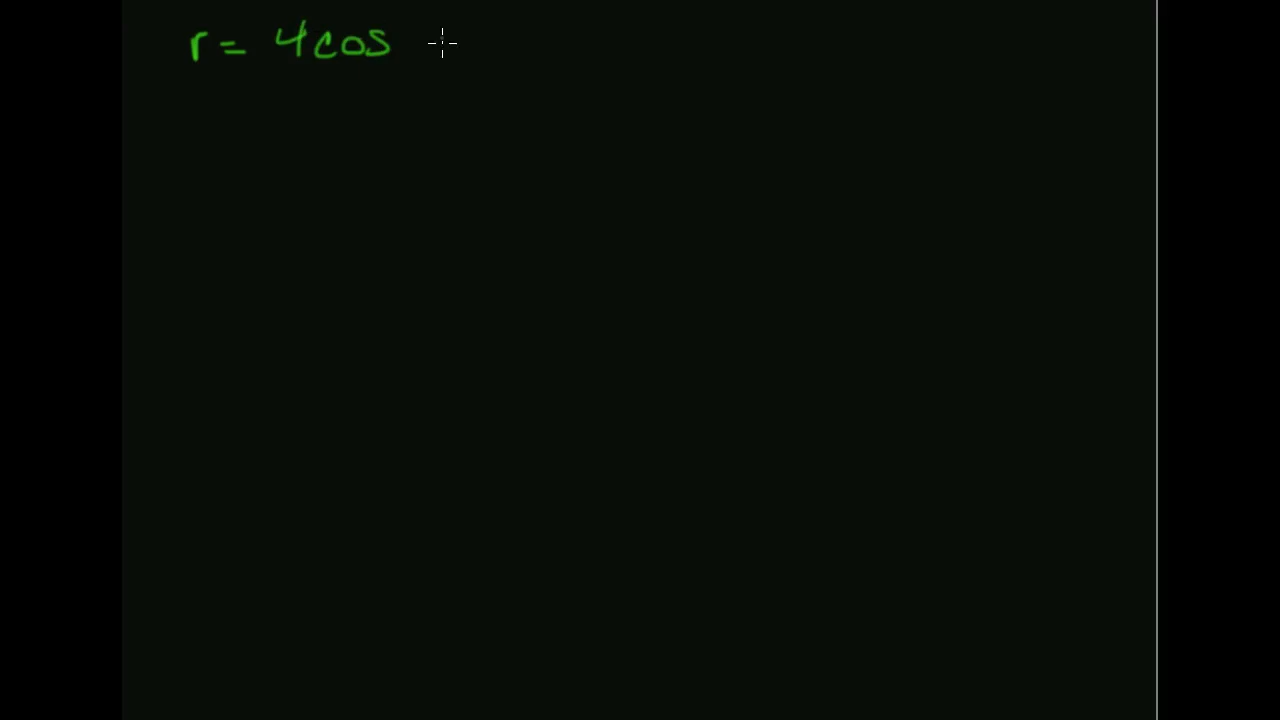 r = 4cos